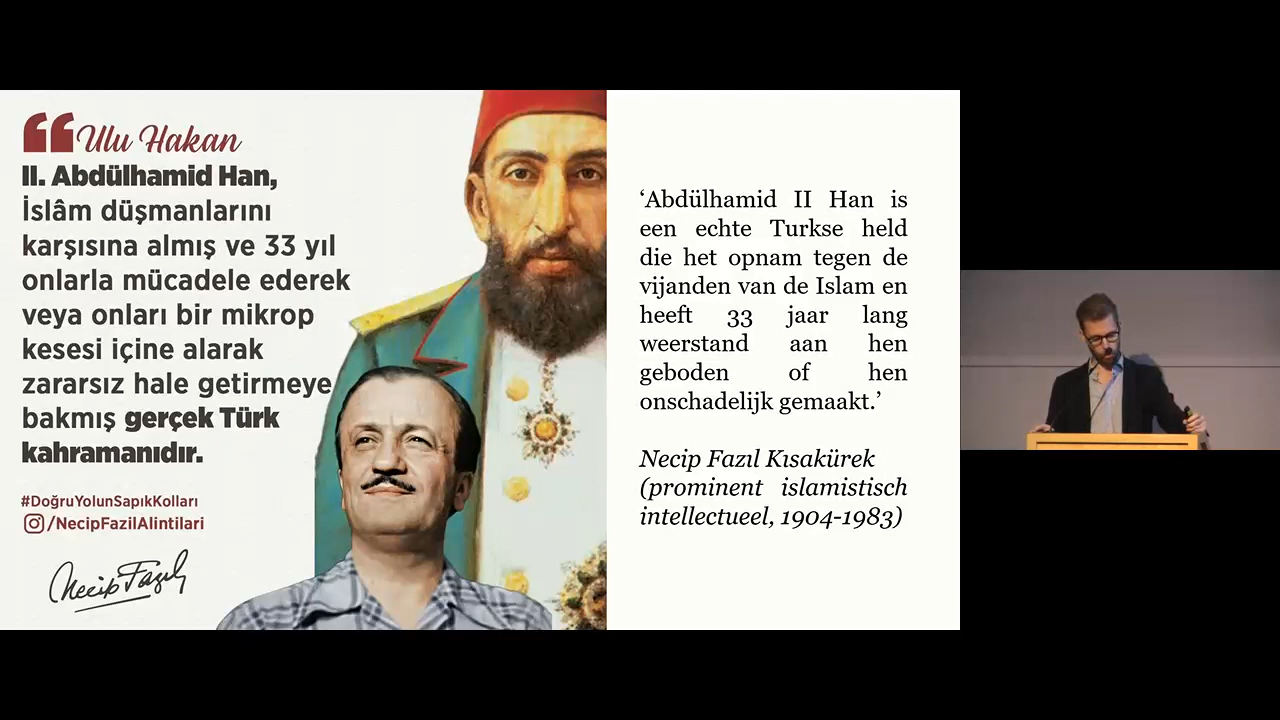 Ulu Hakan
II. Abdülhamid Han,
İslâm düşmanlarını
karşısına almış ve 33 yıl
onlarla mücadele ederek
veya onları bir mikrop
kesesi içine alarak
zararsız hale getirmeye
bakmış gerçek Türk
kahramanıdır.
#DoğruYolunSapıkKolları
/NecipFazilAlintilari
Necip Fazıl
‘Abdülhamid II Han is
een echte Turkse held
die het opnam tegen de
vijanden van de Islam en
heeft 33 jaar lang
weerstand aan hen
geboden of hen
onschadelijk gemaakt.’
Necip Fazıl Kısakürek
(prominent islamistisch
intellectueel, 1904-1983)